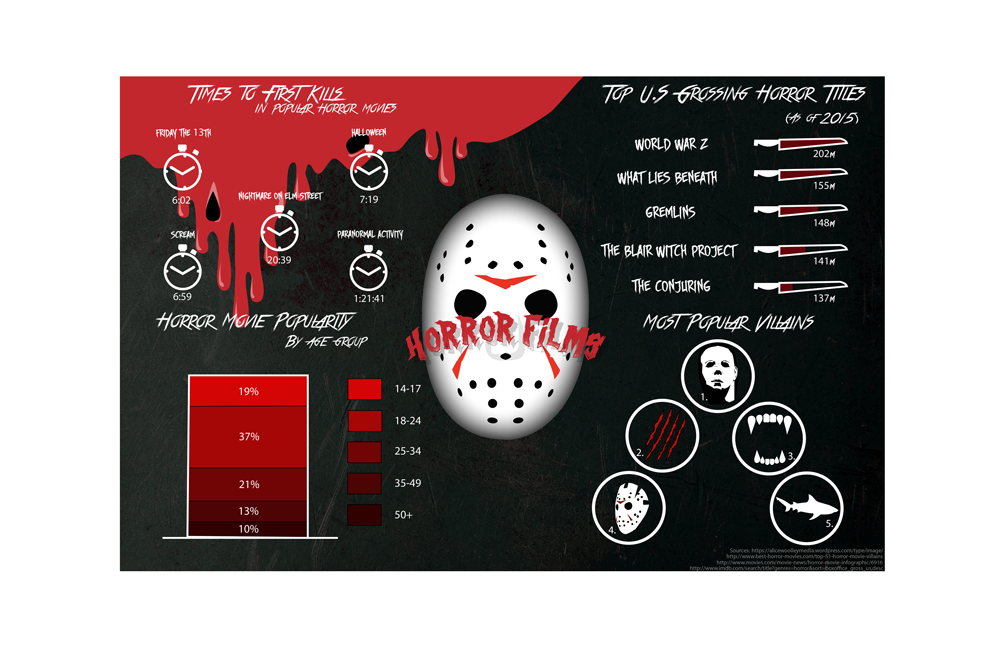 Times to First Kills
in popular horror movies
Friday the 13th
6:02
Halloween
7:19
Nightmare on Elm Street
20:39
Scream
6:59
Paranormal Activity
1:21:41
Top U.S Grossing Horror Titles
(As of 2015)
World War Z
202M
What Lies Beneath
155M
Gremlins
148M
The Blair Witch Project
141M
The Conjuring
137M
HORROR FILMS
Horror Movie Popularity
By age group
19%
37%
21%
13%
10%
14-17
18-24
25-34
35-49
50+
Most Popular Villains
1.
2.
3.
4.
5.
Sources: https://alicewoolleymedia.wordpress.com/type/image/
http://www.best-horror-movies.com/top-51-horror-movie-villains
http://www.movies.com/movie-news/horror-movie-infographic/6916
http://www.imdb.com/search/title?genres=horror&sort=boxoffice_gross_us,desc